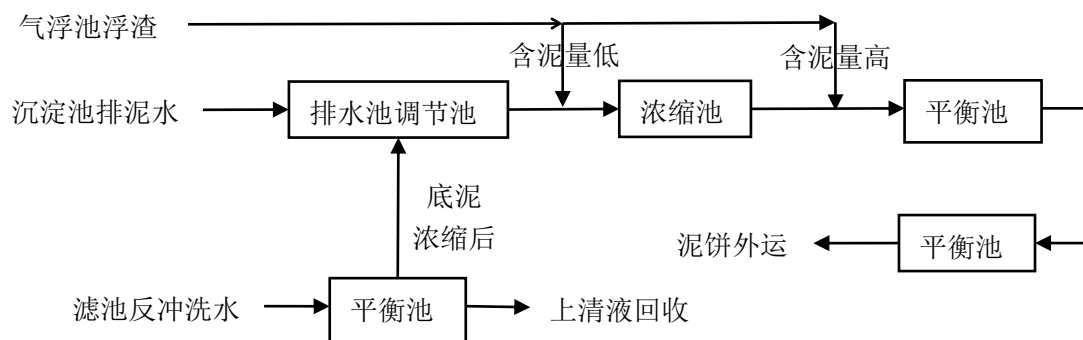 气浮池浮渣
含泥量低
含泥量高
沉淀池排泥水
排水池调节池
浓缩池
平衡池
底泥
浓缩后
泥饼外运
平衡池
滤池反冲洗水
平衡池
上清液回收